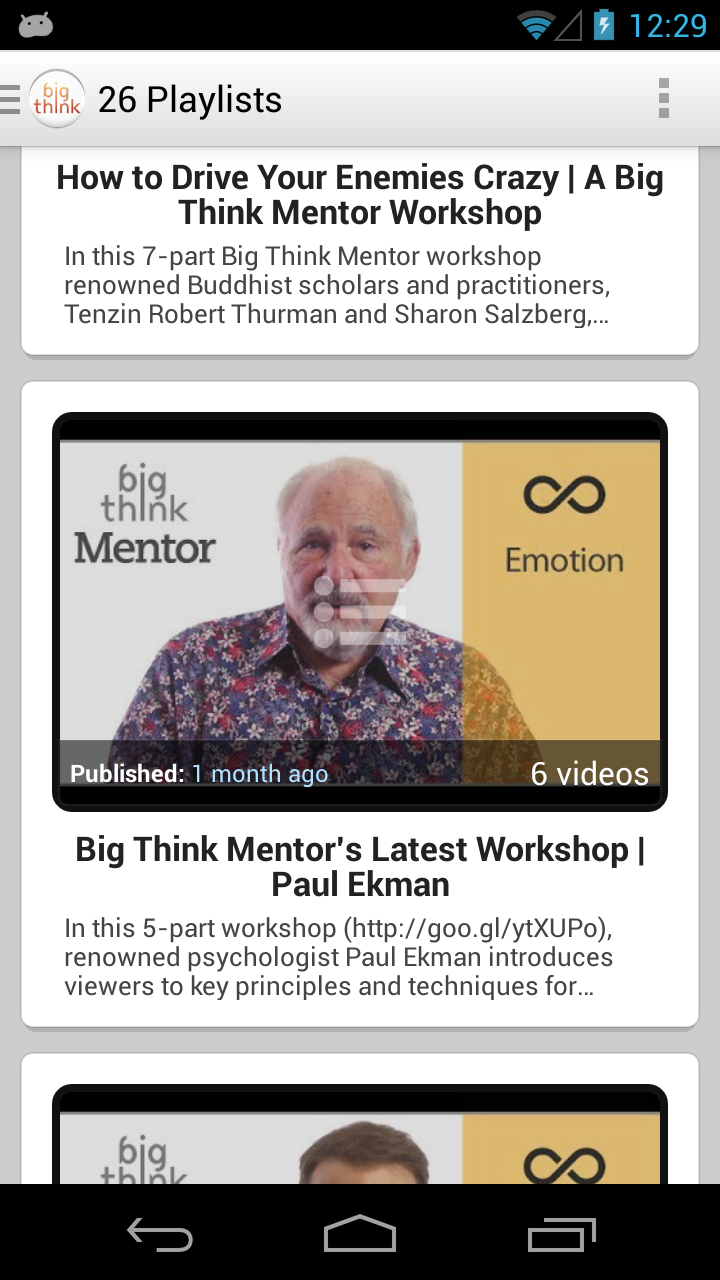 12:29
big
think
26 Playlists
How to Drive Your Enemies Crazy | A Big
Think Mentor Workshop
In this 7-part Big Think Mentor workshop
renowned Buddhist scholars and practitioners,
Tenzin Robert Thurman and Sharon Salzberg,...
big
think
Mentor
Emotion
Published: 1 month ago
6 videos
Big Think Mentor's Latest Workshop |
Paul Ekman
In this 5-part workshop (http://goo.gl/ytXUPo),
renowned psychologist Paul Ekman introduces
viewers to key principles and techniques for...
big
think